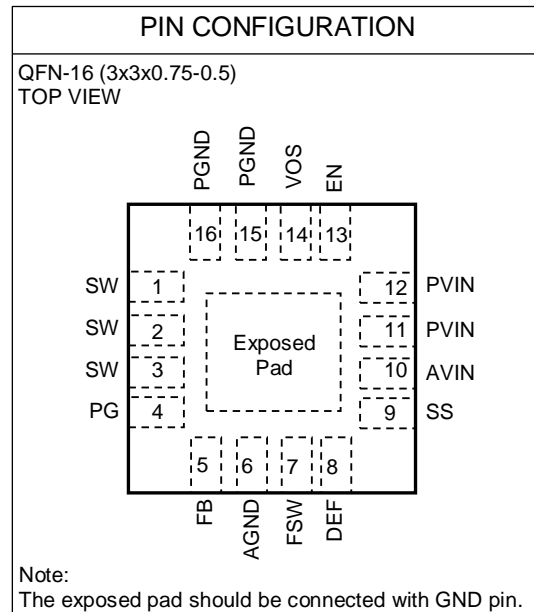 PIN CONFIGURATION
QFN-16 (3x3x0.75-0.5)
TOP VIEW
PGND PGND VOS EN
16 15 14 13
SW 1 12 PVIN
SW 2 11 PVIN
Exposed
Pad
SW 3 10 AVIN
PG 4 9 SS
5 6 7 8
FB AGND FSW DEF
Note:
The exposed pad should be connected with GND pin.